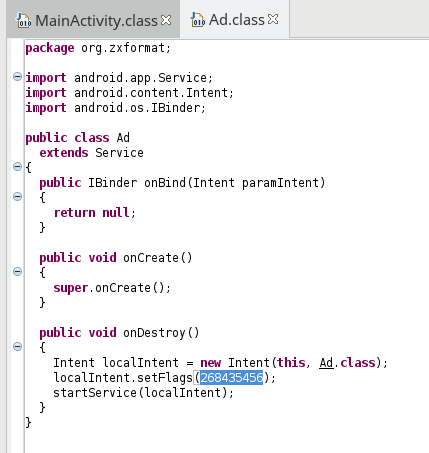 MainActivity.class
Ad.class
package org.zxformat;
import android.app.Service;
import android.content.Intent;
import android.os.IBinder;
public class Ad
  extends Service
{
  public IBinder onBind(Intent paramIntent)
  {
    return null;
  }
  public void onCreate()
  {
    super.onCreate();
  }
  public void onDestroy()
  {
    Intent localIntent = new Intent(this, Ad.class);
    localIntent.setFlags(268435456);
    startService(localIntent);
  }
}